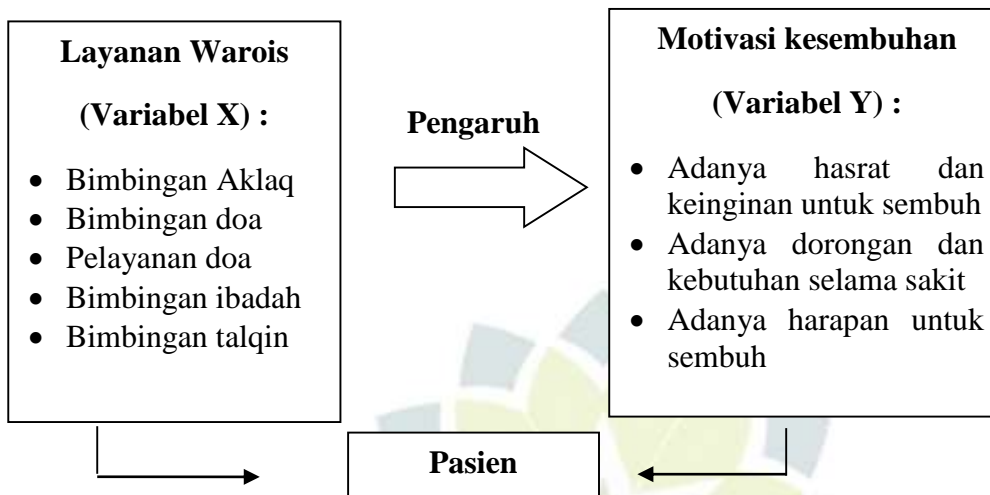 Layanan Warois
(Variabel X) :
• Bimbingan Aklaq
• Bimbingan doa
• Pelayanan doa
• Bimbingan ibadah
• Bimbingan talqin
Pengaruh
Motivasi kesembuhan
(Variabel Y) :
• Adanya hasrat dan
keinginan untuk sembuh
• Adanya dorongan dan
kebutuhan selama sakit
• Adanya harapan untuk
sembuh
Pasien